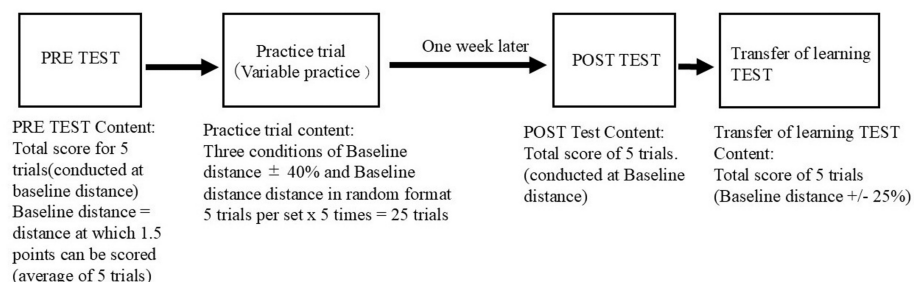 PRE TEST
Practice trial
（Variable practice）
One week later
POST TEST
Transfer of learning
TEST
PRE TEST Content:
Total score for 5
trials(conducted at
baseline distance)
Baseline distance =
distance at which 1.5
points can be scored
(average of 5 trials)
Practice trial content:
Three conditions of Baseline
distance ± 40% and Baseline
distance distance in random format
5 trials per set x 5 times = 25 trials
POST Test Content:
Total score of 5 trials.
(conducted at Baseline
distance)
Transfer of learning TEST
Content:
Total score of 5 trials
(Baseline distance +/- 25%)